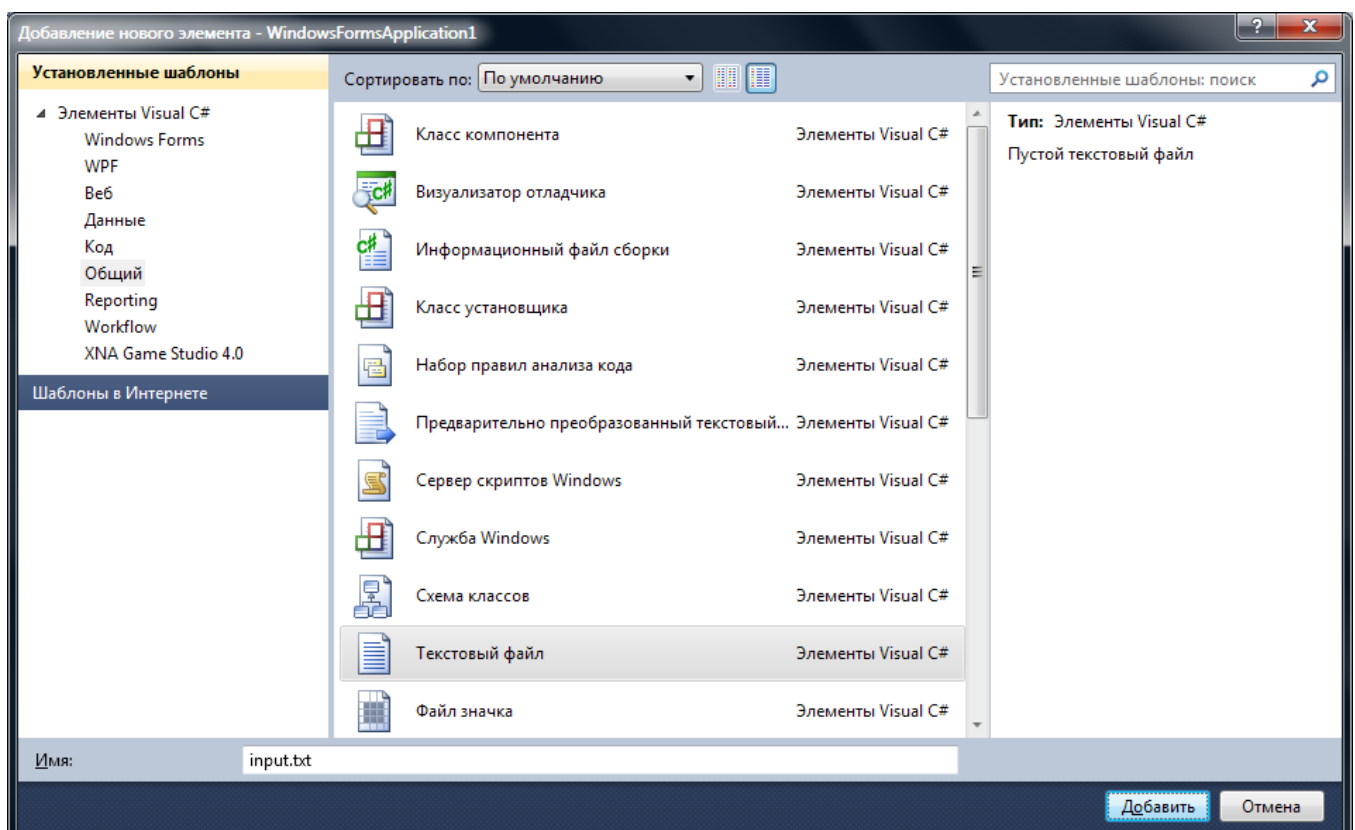 Добавление нового элемента - WindowsFormsApplication1
?
x
Установленные шаблоны
Сортировать по: По умолчанию
Установленные шаблоны: поиск
Элементы Visual C#
Windows Forms
WPF
Веб
Данные
Код
Общий
Reporting
Workflow
XNA Game Studio 4.0
Шаблоны в Интернете
Класс компонента Элементы Visual C#
Визуализатор отладчика Элементы Visual C#
Информационный файл сборки Элементы Visual C#
Класс установщика Элементы Visual C#
Набор правил анализа кода Элементы Visual C#
Предварительно преобразованный текстовый... Элементы Visual C#
Сервер скриптов Windows Элементы Visual C#
Служба Windows Элементы Visual C#
Схема классов Элементы Visual C#
Текстовый файл Элементы Visual C#
Файл значка Элементы Visual C#
Тип: Элементы Visual C#
Пустой текстовый файл
Имя: input.txt
Добавить Отмена